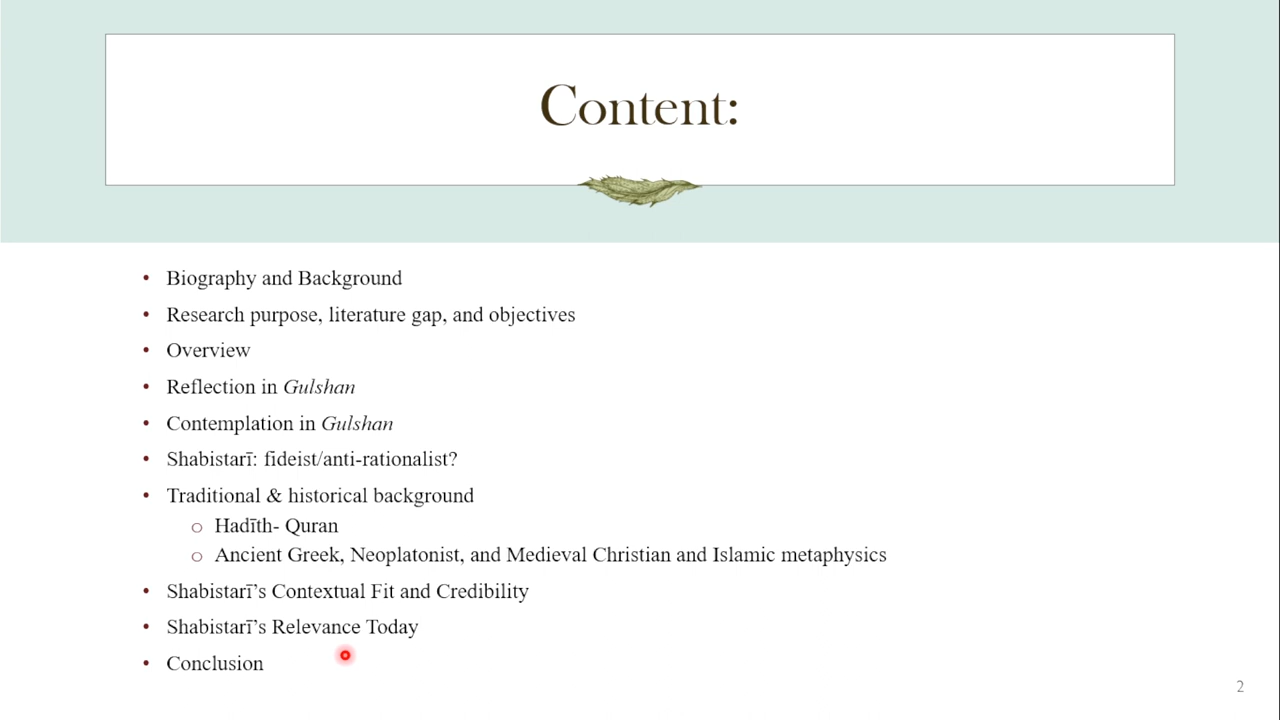 Content:
• Biography and Background
• Research purpose, literature gap, and objectives
• Overview
• Reflection in Gulshan
• Contemplation in Gulshan
• Shabistarī: fideist/anti-rationalist?
• Traditional & historical background
o Hadīth- Quran
o Ancient Greek, Neoplatonist, and Medieval Christian and Islamic metaphysics
• Shabistarī’s Contextual Fit and Credibility
• Shabistarī’s Relevance Today
• Conclusion
2